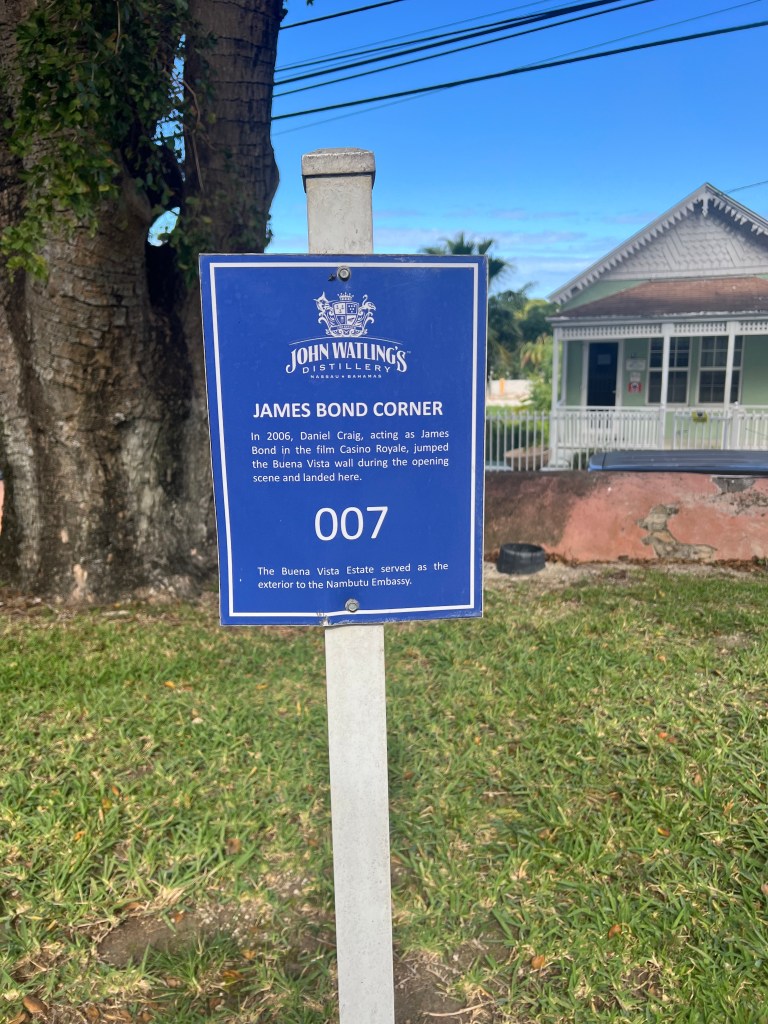 JOHN WATLING'S™
DISTILLERY
NASSAU • BAHAMAS
JAMES BOND CORNER
In 2006, Daniel Craig, acting as James
Bond in the film Casino Royale, jumped
the Buena Vista wall during the opening
scene and landed here.
007
The Buena Vista Estate served as the
exterior to the Nambutu Embassy.